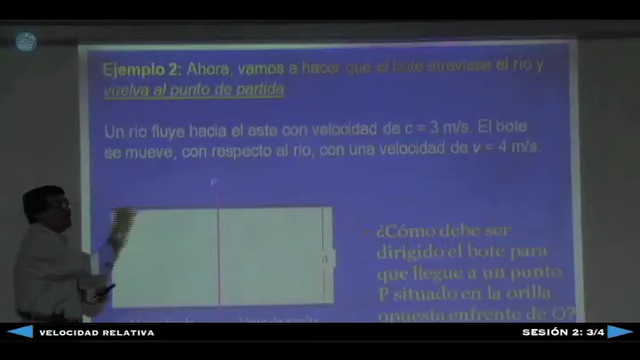 Ejemplo 2: Ahora, vamos a hacer que el bote atraviese el río y
vuelva al punto de partida
Un río fluye hacia el este con velocidad de c = 3 m/s. El bote
se mueve, con respecto al río, con una velocidad de v = 4 m/s.
P
d
¿Cómo debe ser
dirigido el bote para
que llegue a un punto
P situado en la orilla
opuesta enfrente de O?
VELOCIDAD RELATIVA
SESIÓN 2: 3/4